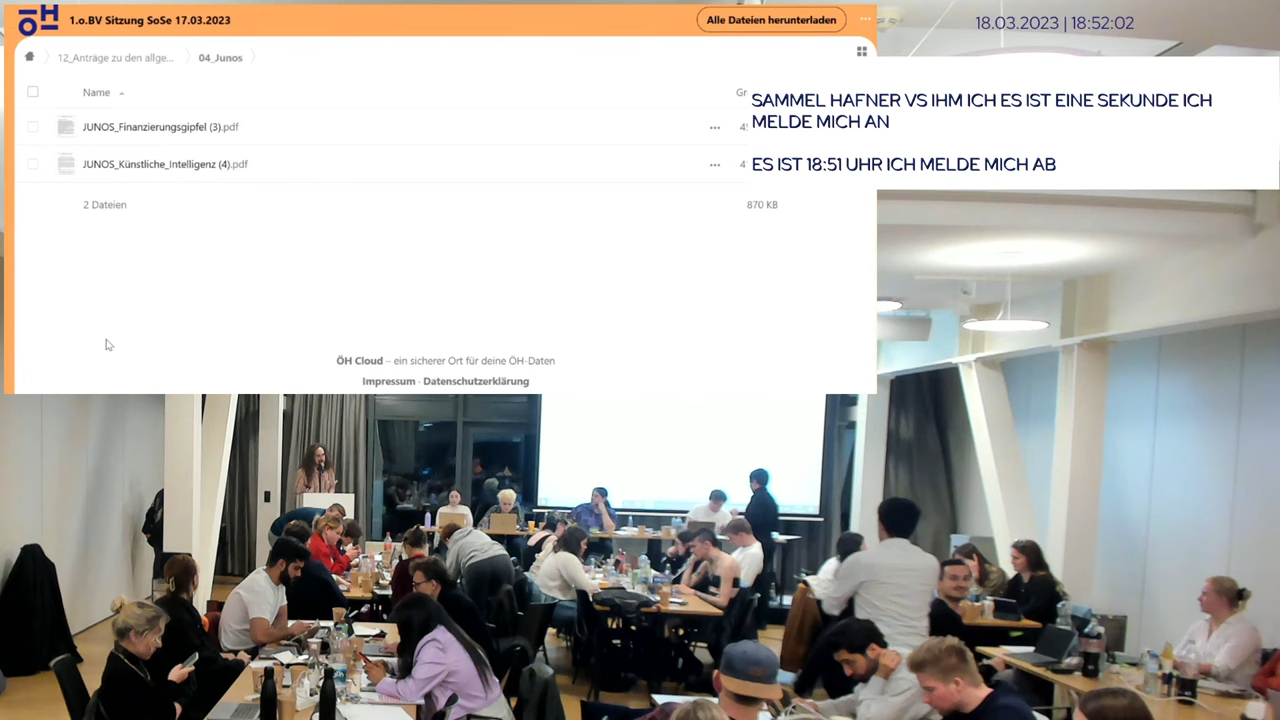 ÖH
1.o.BV Sitzung SoSe 17.03.2023
Alle Dateien herunterladen
18.03.2023 | 18:52:02
12_Anträge zu den allge...
04_Junos
Name
Gr
JUNOS_Finanzierungsgipfel (3).pdf
JUNOS_Künstliche_Intelligenz (4).pdf
2 Dateien
870 KB
SAMMEL HAFNER VS IHM ICH ES IST EINE SEKUNDE ICH
MELDE MICH AN
ES IST 18:51 UHR ICH MELDE MICH AB
ÖH Cloud – ein sicherer Ort für deine ÖH-Daten
Impressum · Datenschutzerklärung